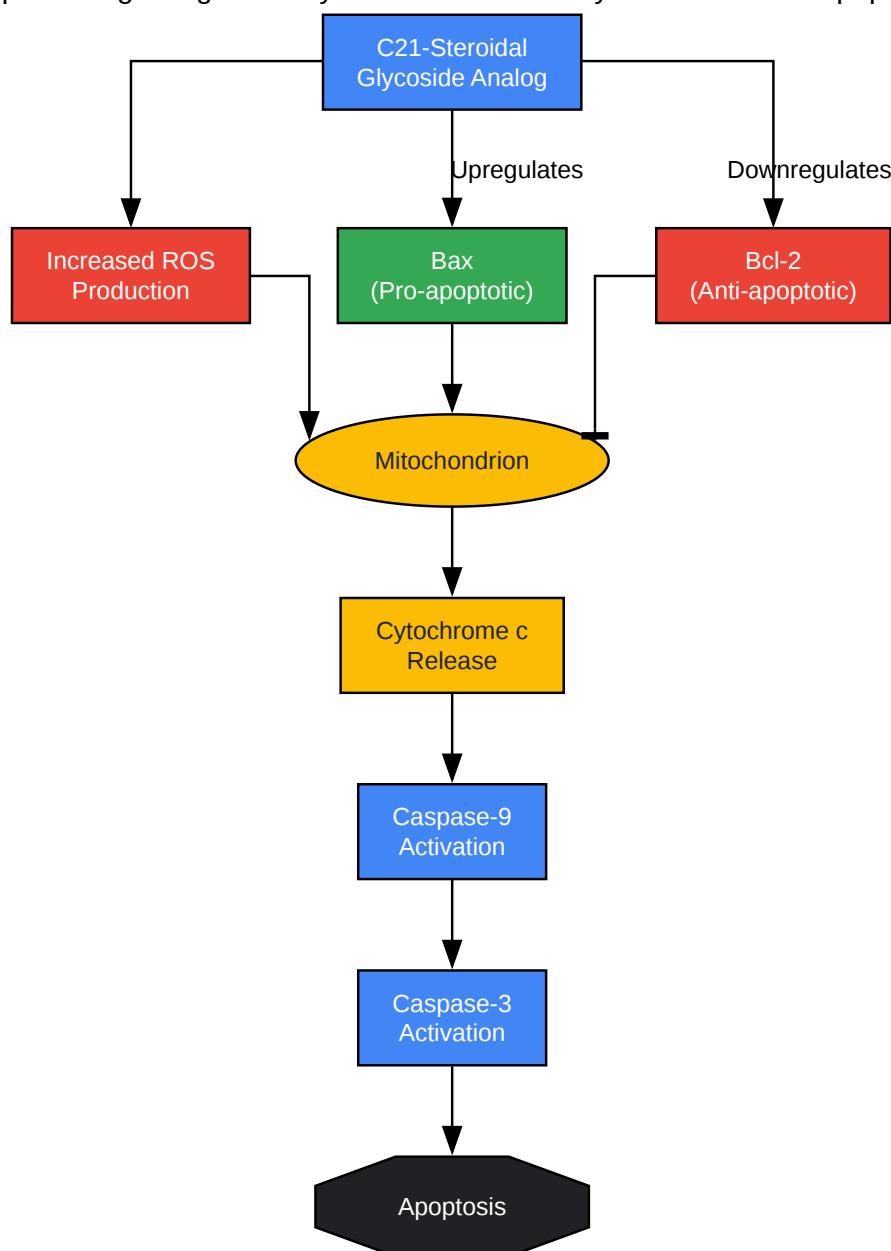 C21-Steroidal
Glycoside Analog
Upregulates
Downregulates
Increased ROS
Production
Bax
(Pro-apoptotic)
Bcl-2
(Anti-apoptotic)
Mitochondrion
Cytochrome c
Release
Caspase-9
Activation
Caspase-3
Activation
Apoptosis